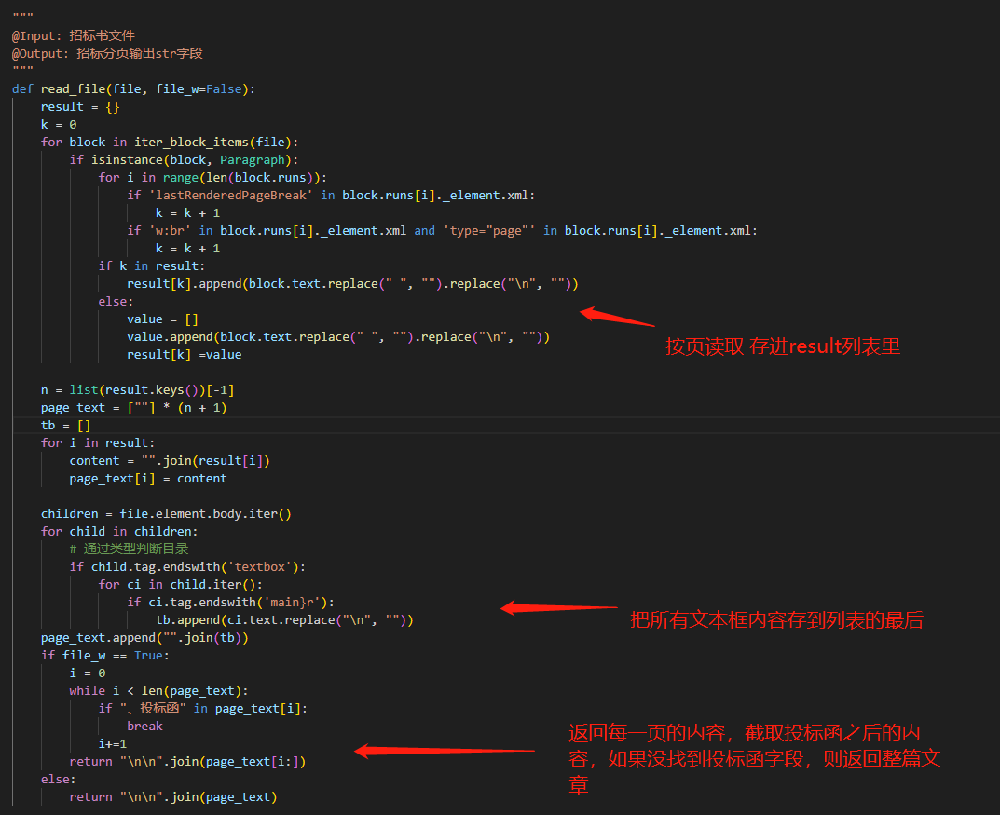 """
@Input: 招标书文件
@Output: 招标分页输出str字段
"""
def read_file(file, file_w=False):
    result = {}
    k = 0
    for block in iter_block_items(file):
        if isinstance(block, Paragraph):
            for i in range(len(block.runs)):
                if 'lastRenderedPageBreak' in block.runs[i]._element.xml:
                    k = k + 1
                if 'w:br' in block.runs[i]._element.xml and 'type="page"' in block.runs[i]._element.xml:
                    k = k + 1
            if k in result:
                result[k].append(block.text.replace(" ", "").replace("\n", ""))
            else:
                value = []
                value.append(block.text.replace(" ", "").replace("\n", ""))
                result[k] =value
按页读取 存进result列表里
    n = list(result.keys())[-1]
    page_text = [""] * (n + 1)
    tb = []
    for i in result:
        content = "".join(result[i])
        page_text[i] = content
    children = file.element.body.iter()
    for child in children:
        # 通过类型判断目录
        if child.tag.endswith('textbox'):
            for ci in child.iter():
                if ci.tag.endswith('main}r'):
                    tb.append(ci.text.replace("\n", ""))
把所有文本框内容存到列表的最后
    page_text.append("".join(tb))
    if file_w == True:
        i = 0
        while i < len(page_text):
            if "、投标函" in page_text[i]:
                break
            i+=1
        return "\n\n".join(page_text[i:])
    else:
        return "\n\n".join(page_text)
返回每一页的内容，截取投标函之后的内
容，如果没找到投标函字段，则返回整篇文
章